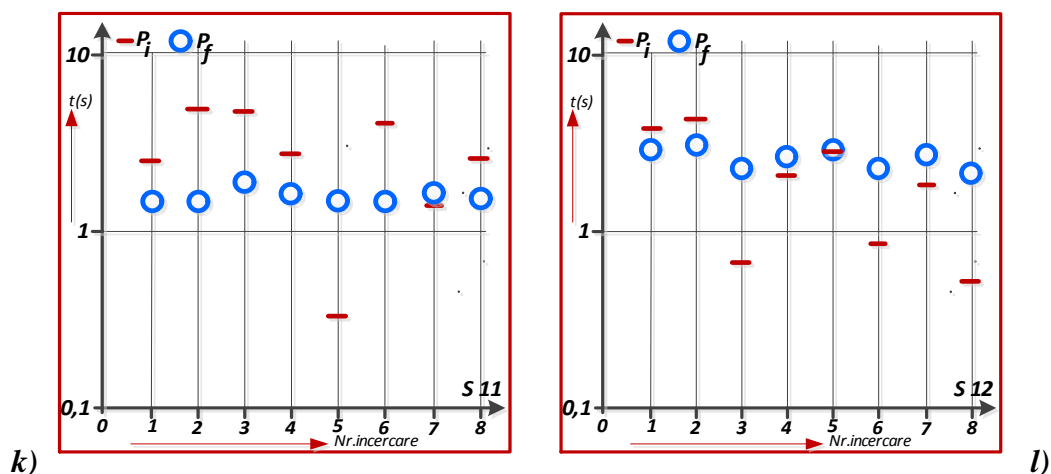 P_i P_f
10
t(s)
1
S 11
0,1
0 1 2 3 4 5 6 7 8
Nr.incercare
k)
P_i P_f
10
t(s)
1
S 12
0,1
0 1 2 3 4 5 6 7 8
Nr.incercare
l)